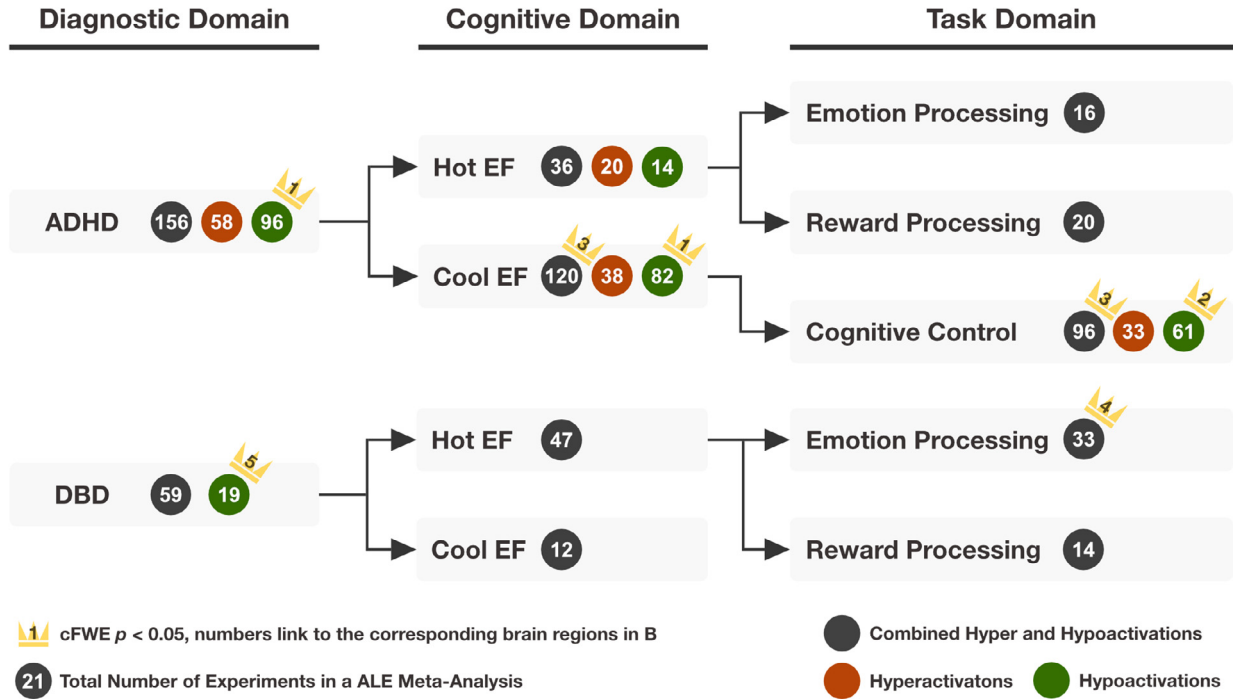 Diagnostic Domain Cognitive Domain Task Domain
Emotion Processing 16
Hot EF 36 20 14
1
ADHD 156 58 96
Reward Processing 20
3 1
Cool EF 120 38 82
3 2
Cognitive Control 96 33 61
4
Hot EF 47 Emotion Processing 33
5
DBD 59 19
Cool EF 12 Reward Processing 14
1 cFWE p < 0.05, numbers link to the corresponding brain regions in B
Combined Hyper and Hypoactivations
21 Total Number of Experiments in a ALE Meta-Analysis
Hyperactivatons Hypoactivations